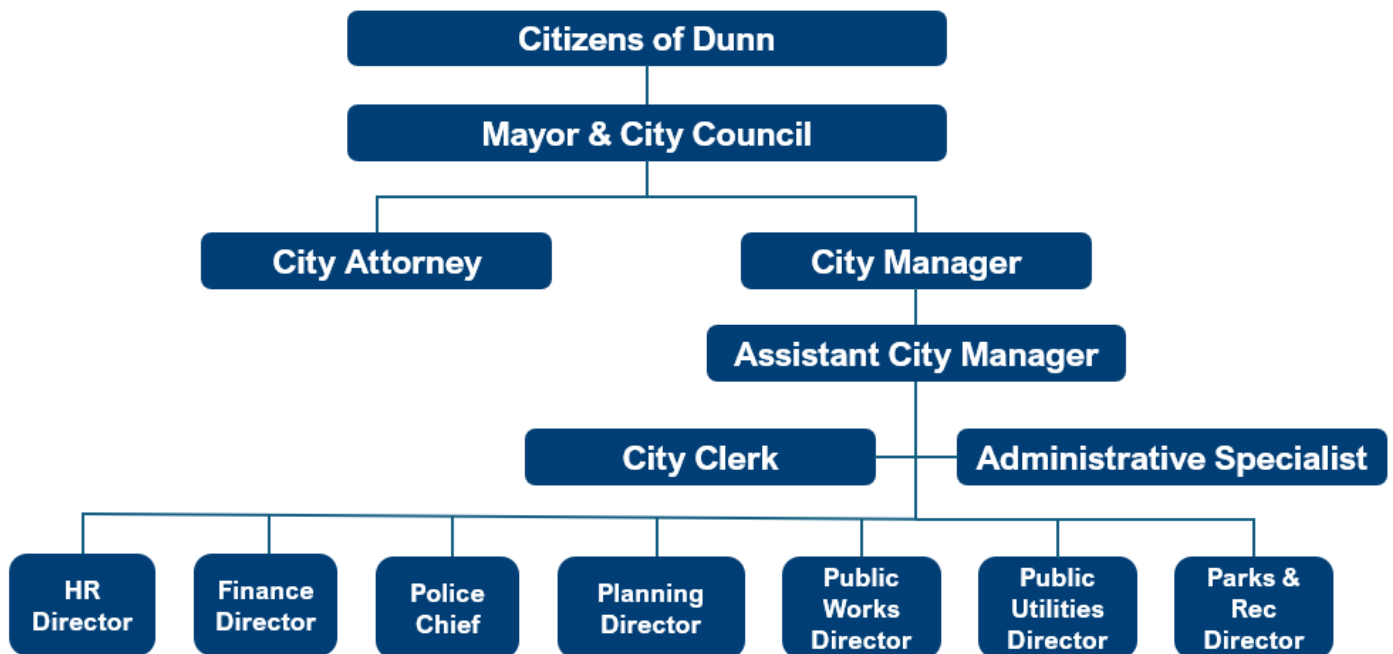 Citizens of Dunn
Mayor & City Council
City Attorney
City Manager
Assistant City Manager
City Clerk
Administrative Specialist
HR
Director
Finance
Director
Police
Chief
Planning
Director
Public
Works
Director
Public
Utilities
Director
Parks &
Rec
Director